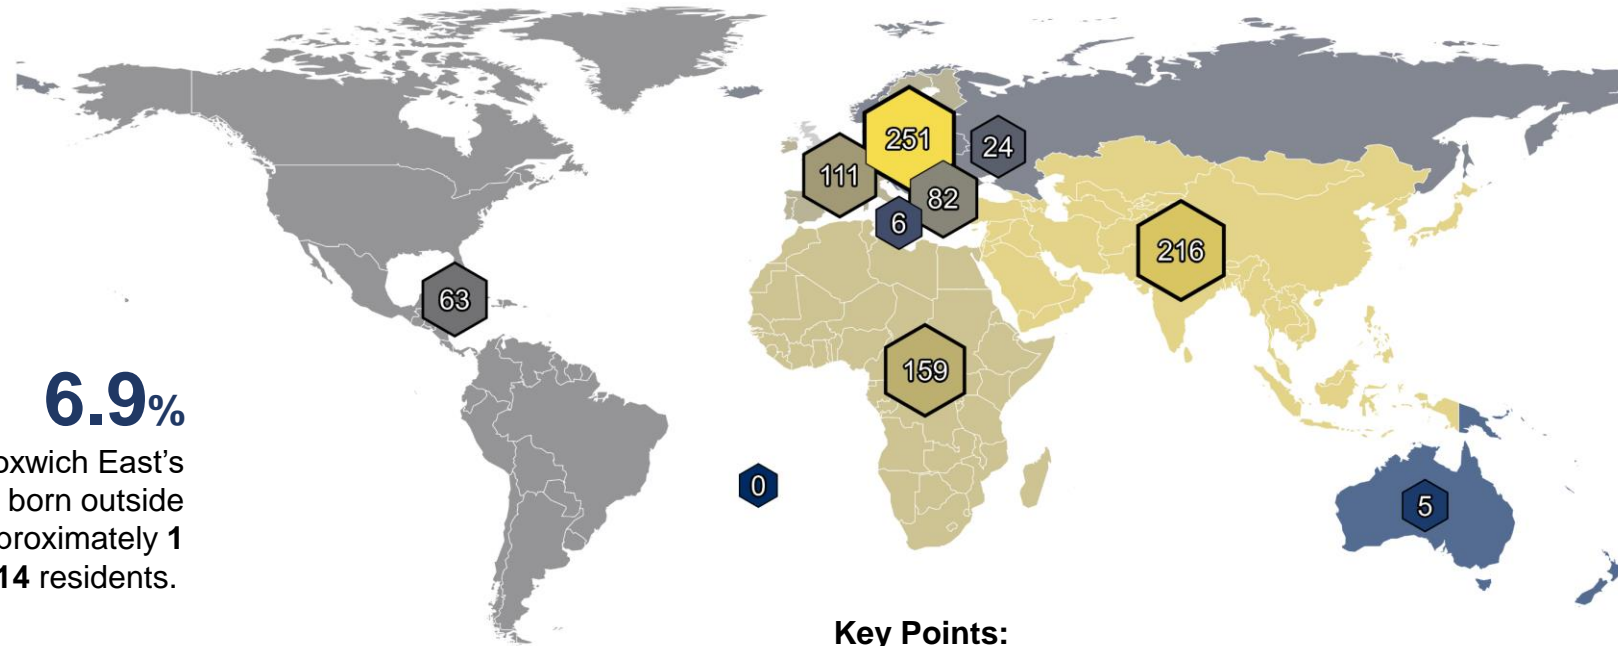 251
24
111
82
6
216
63
159
6.9%
oxwich East's
born outside
proximately 1
14 residents.
0
5
Key Points: